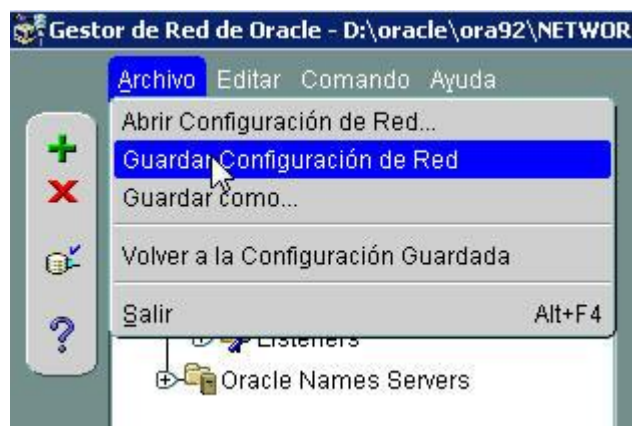 Gestor de Red de Oracle - D:\oracle\ora92\NETWOR
Archivo Editar Comando Ayuda
Abrir Configuración de Red...
Guardar Configuración de Red
Guardar como...
Volver a la Configuración Guardada
Salir Alt+F4
Listeners
Oracle Names Servers